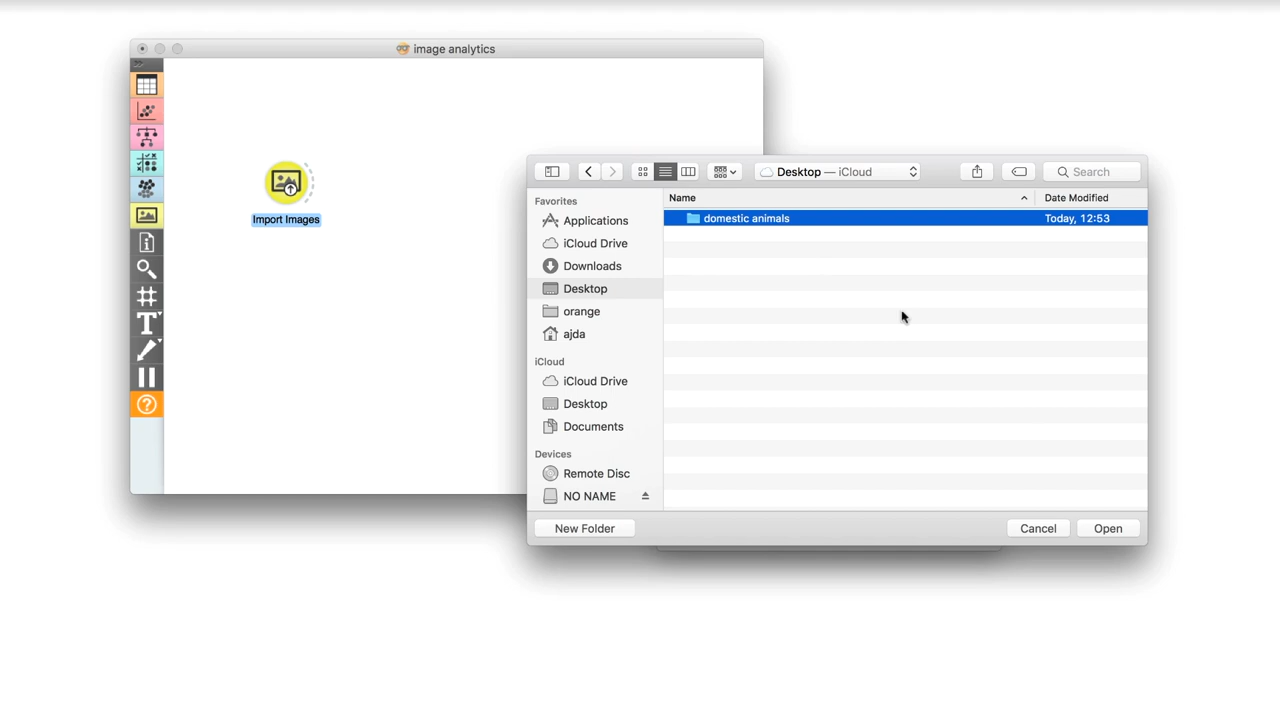 image analytics
Import Images
Desktop — iCloud
Search
Favorites
Applications
iCloud Drive
Downloads
Desktop
orange
ajda
iCloud
iCloud Drive
Desktop
Documents
Devices
Remote Disc
NO NAME
Name
Date Modified
domestic animals
Today, 12:53
New Folder
Cancel
Open